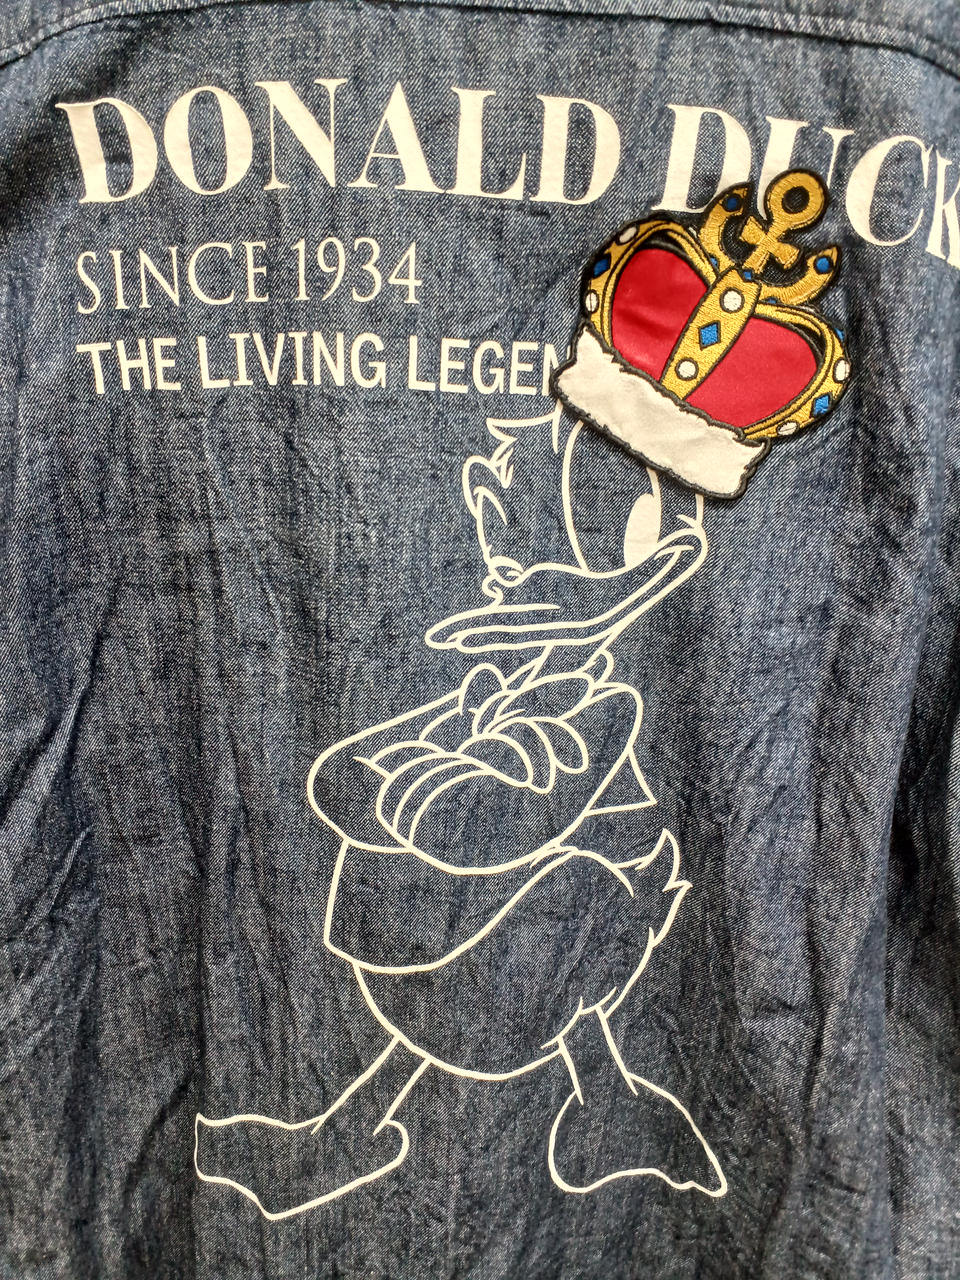 DONALD DUCK
SINCE 1934
THE LIVING LEGEN